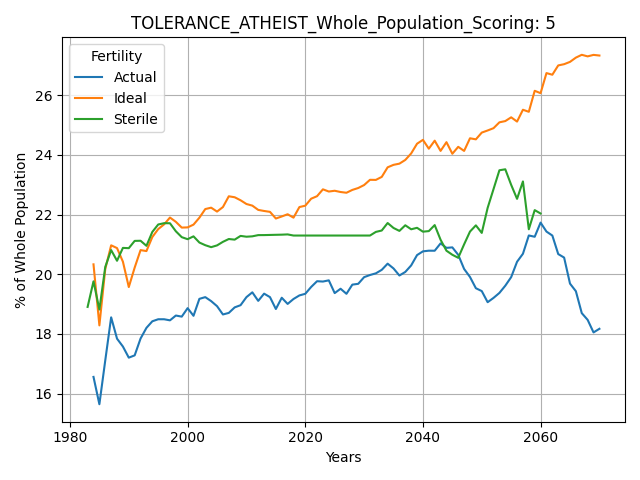 TOLERANCE_ATHEIST_Whole_Population_Scoring: 5
Fertility
Actual
Ideal
Sterile
% of Whole Population
26
24
22
20
18
16
1980
2000
2020
2040
2060
Years